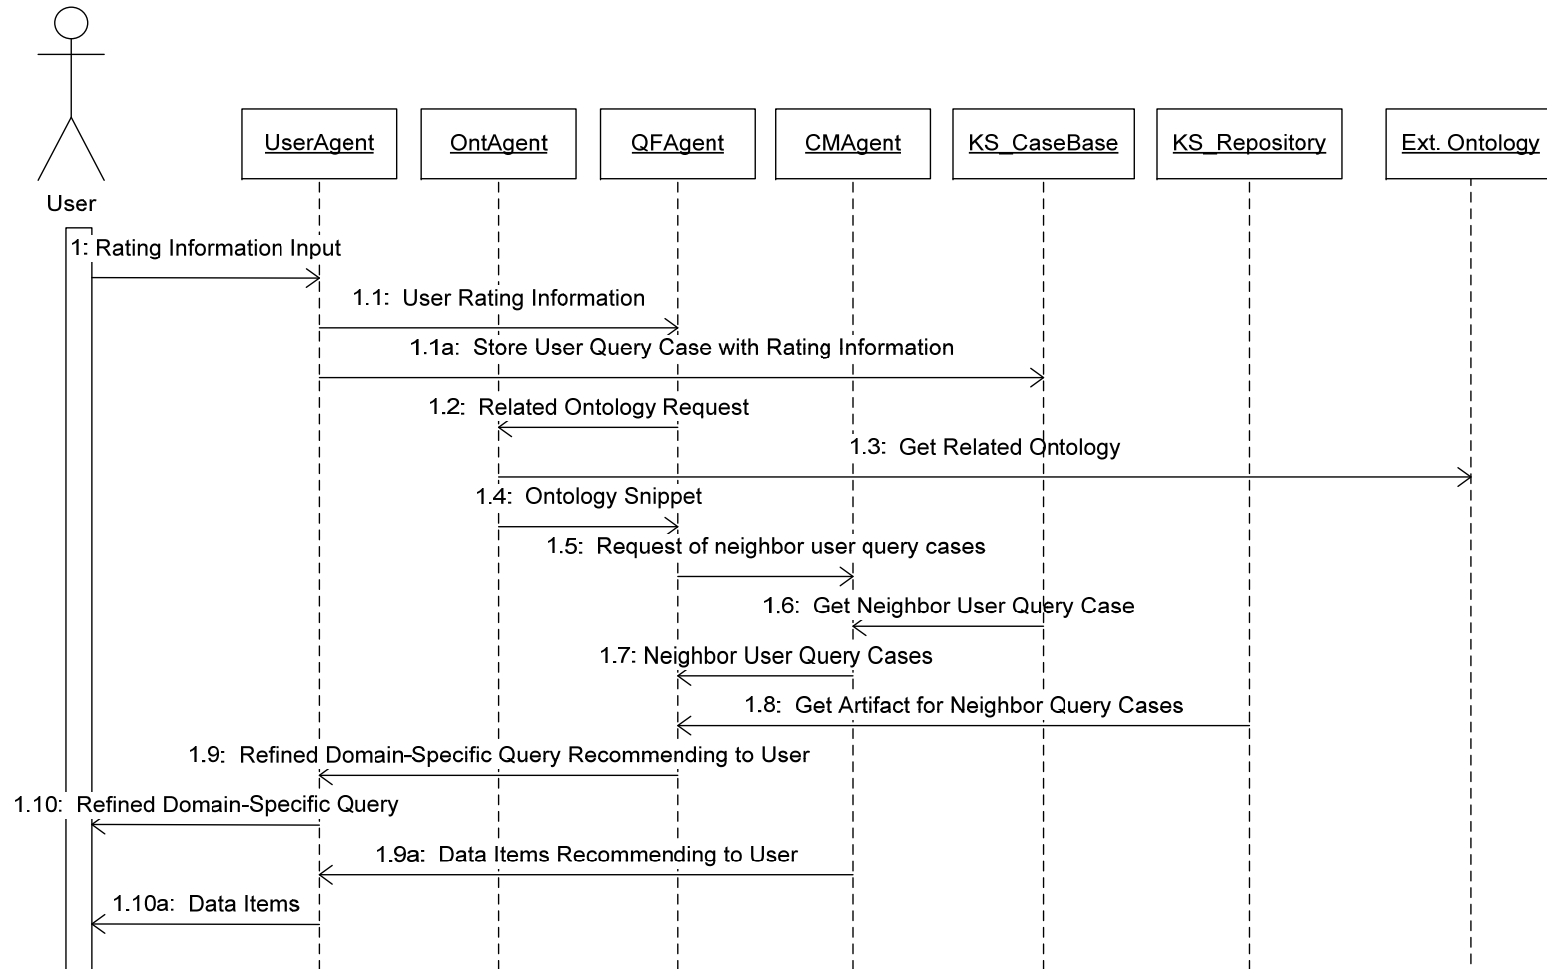 UserAgent
OntAgent
QFAgent
CMAgent
KS_CaseBase
KS_Repository
Ext. Ontology
User
1: Rating Information Input
1.1: User Rating Information
1.1a: Store User Query Case with Rating Information
1.2: Related Ontology Request
1.3: Get Related Ontology
1.4: Ontology Snippet
1.5: Request of neighbor user query cases
1.6: Get Neighbor User Query Case
1.7: Neighbor User Query Cases
1.8: Get Artifact for Neighbor Query Cases
1.9: Refined Domain-Specific Query Recommending to User
1.10: Refined Domain-Specific Query
1.9a: Data Items Recommending to User
1.10a: Data Items